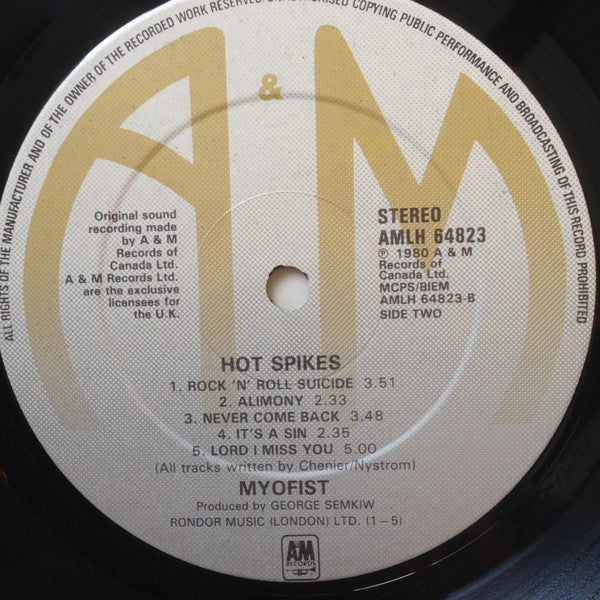 ALL RIGHTS OF THE MANUFACTURER AND OF THE OWNER OF THE RECORDED WORK RESERVED. COPYING PUBLIC PERFORMANCE AND BROADCASTING OF THIS RECORD PROHIBITED
A & M
Original sound
recording made
by A & M
Records of
Canada Ltd.
A & M Records Ltd.
are the exclusive
licensees for
the U.K.
STEREO
AMLH 64823
℗ 1980 A & M
Records of
Canada Ltd.
MCPS/BIEM
AMLH 64823-B
SIDE TWO
HOT SPIKES
1. ROCK 'N' ROLL SUICIDE 3.51
2. ALIMONY 2.33
3. NEVER COME BACK 3.48
4. IT'S A SIN 2.35
5. LORD I MISS YOU 5.00
(All tracks written by Chenier/Nystrom)
MYOFIST
Produced by GEORGE SEMKIW
RONDOR MUSIC (LONDON) LTD. (1—5)
AM
RECORDS